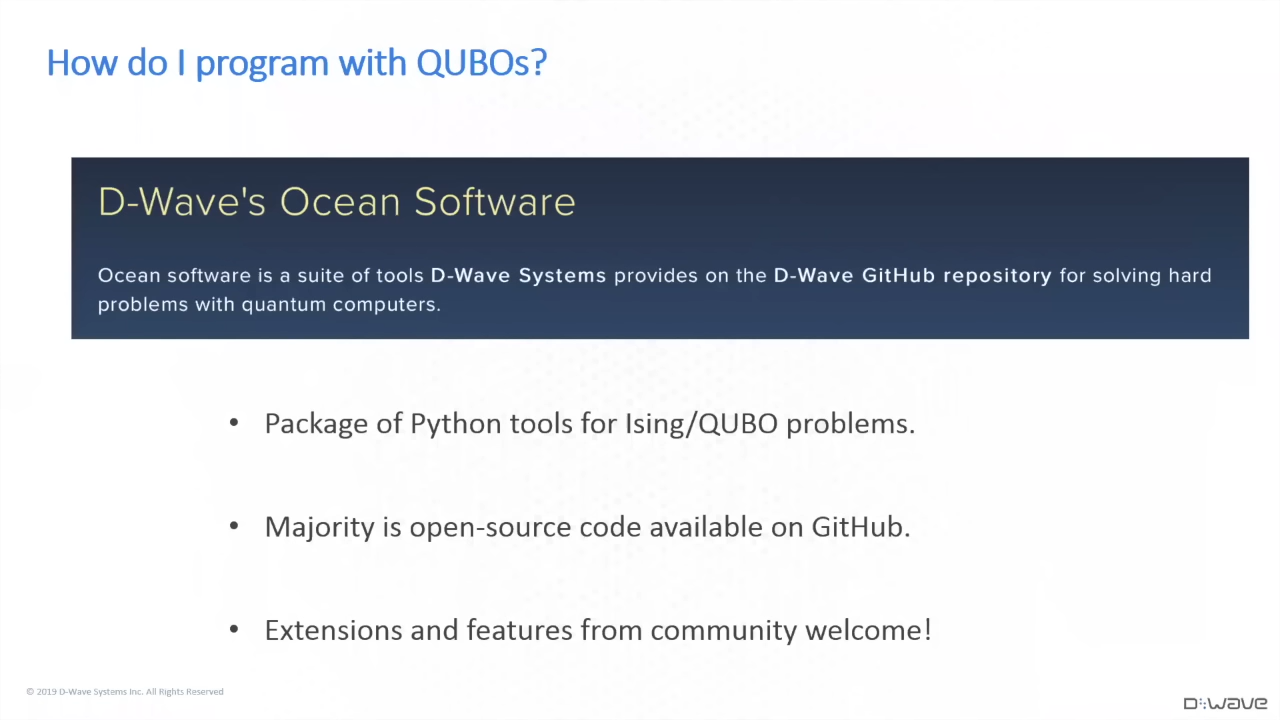 How do I program with QUBOs?
D-Wave's Ocean Software
Ocean software is a suite of tools D-Wave Systems provides on the D-Wave GitHub repository for solving hard
problems with quantum computers.
• Package of Python tools for Ising/QUBO problems.
• Majority is open-source code available on GitHub.
• Extensions and features from community welcome!
© 2019 D-Wave Systems Inc. All Rights Reserved
D:wave